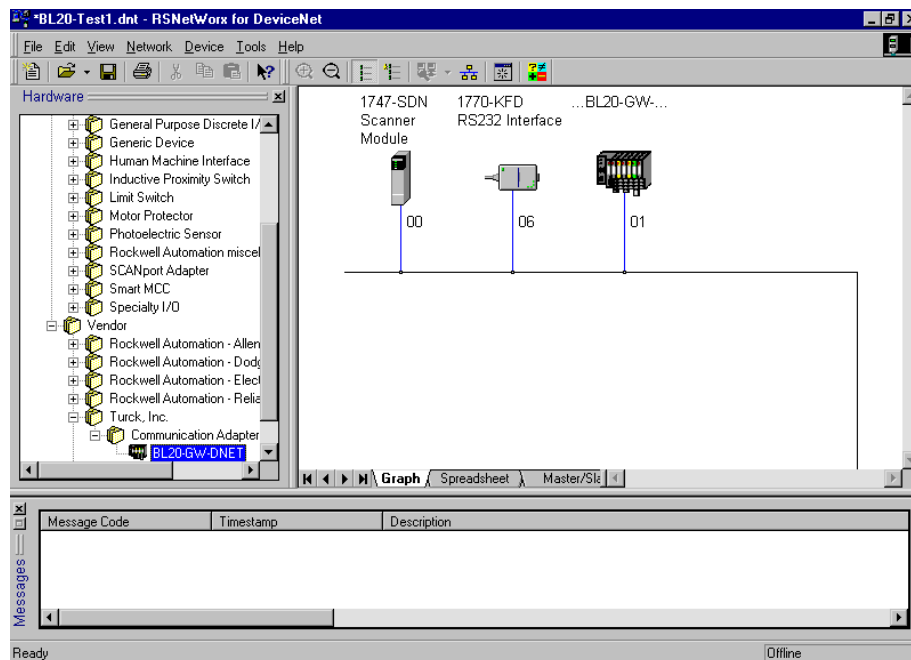 *BL20-Test1.dnt - RSNetWorx for DeviceNet
File Edit View Network Device Tools Help
Hardware
General Purpose Discrete I/
Generic Device
Human Machine Interface
Inductive Proximity Switch
Limit Switch
Motor Protector
Photoelectric Sensor
Rockwell Automation miscel
SCANport Adapter
Smart MCC
Specialty I/O
Vendor
Rockwell Automation - Allen
Rockwell Automation - Dodg
Rockwell Automation - Elect
Rockwell Automation - Relia
Turck, Inc.
Communication Adapter
BL20-GW-DNET
1747-SDN
Scanner
Module
1770-KFD
RS232 Interface
...BL20-GW-...
00
06
01
Graph
Spreadsheet
Master/Sla
Messages
Message Code
Timestamp
Description
Ready
Offline